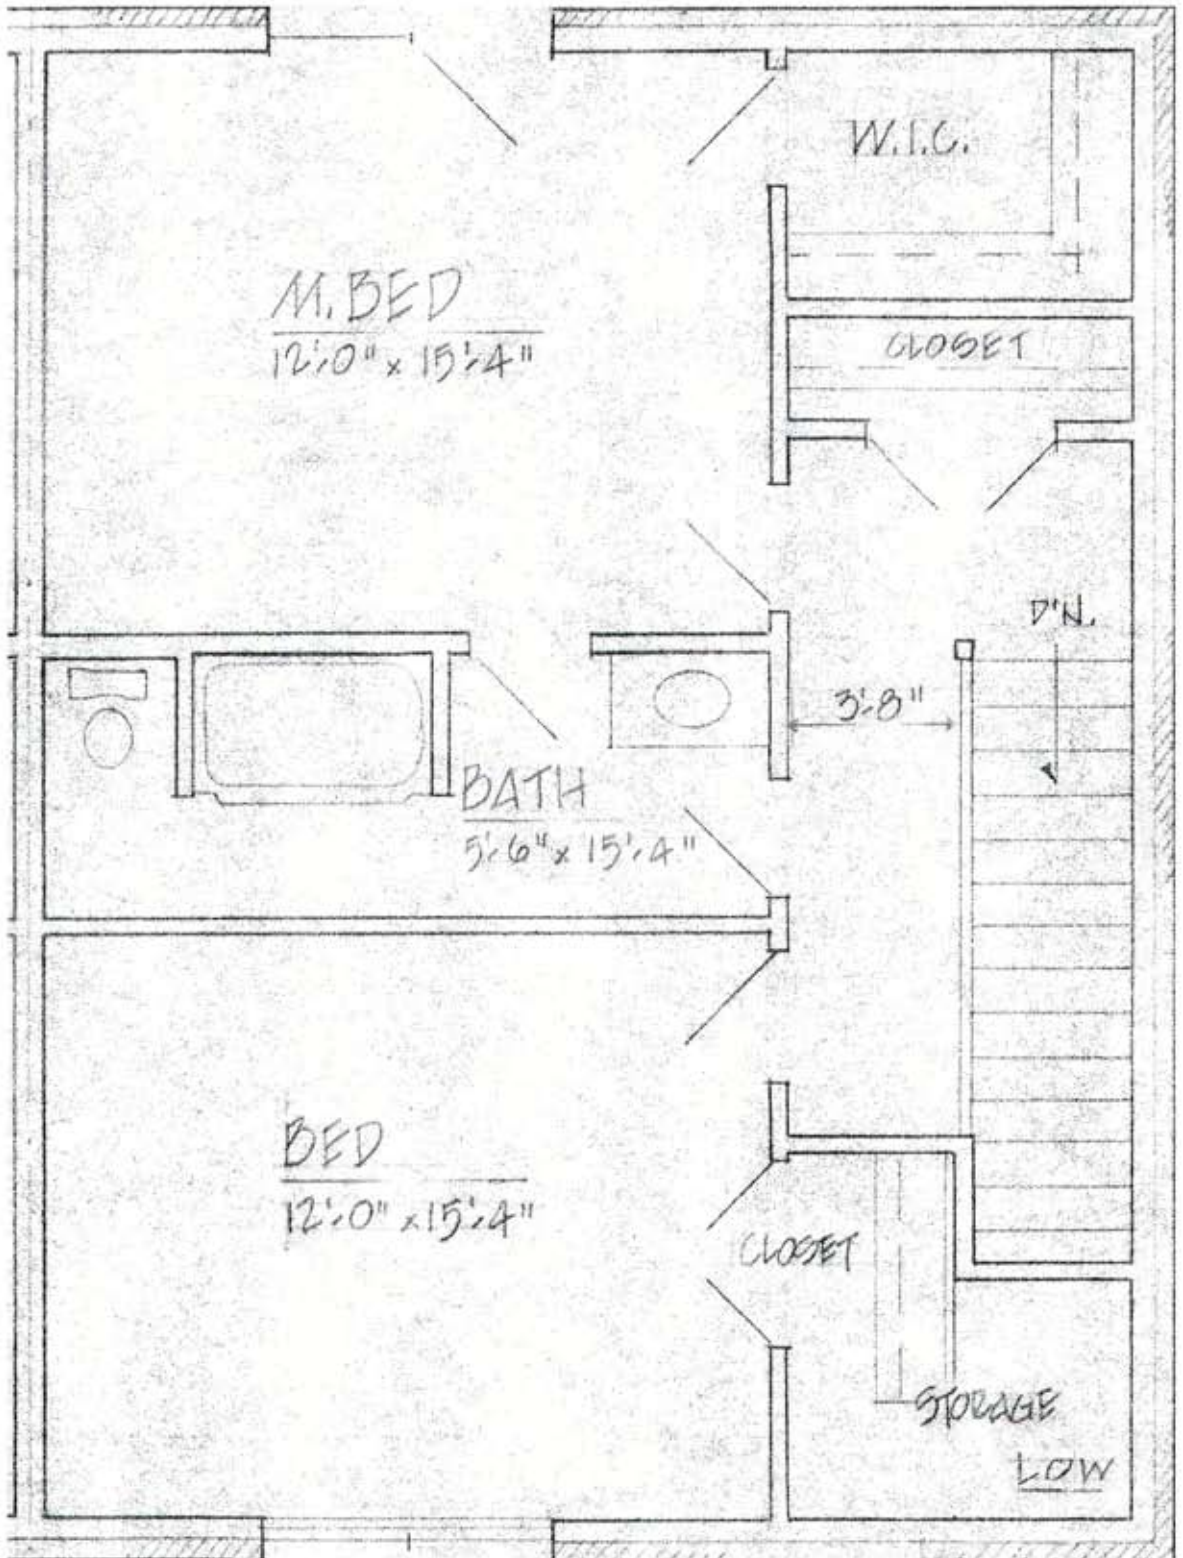 W.I.C.
M. BED
12'-0" x 15'-4"
CLOSET
D'N.
3'-8"
BATH
5'-6" x 15'-4"
BED
12'-0" x 15'-4"
CLOSET
STORAGE
LOW